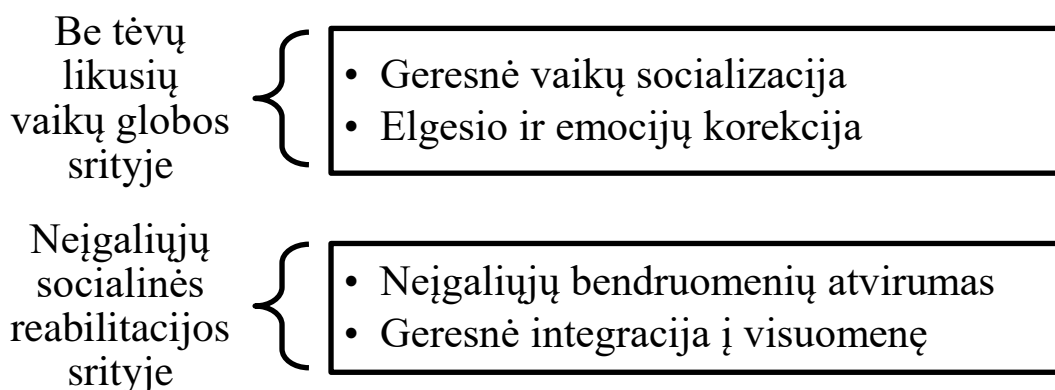 Be tėvų
likusių
vaikų globos
srityje
• Geresnė vaikų socializacija
• Elgesio ir emocijų korekcija
Neįgaliųjų
socialinės
reabilitacijos
srityje
• Neįgaliųjų bendruomenių atvirumas
• Geresnė integracija į visuomenę